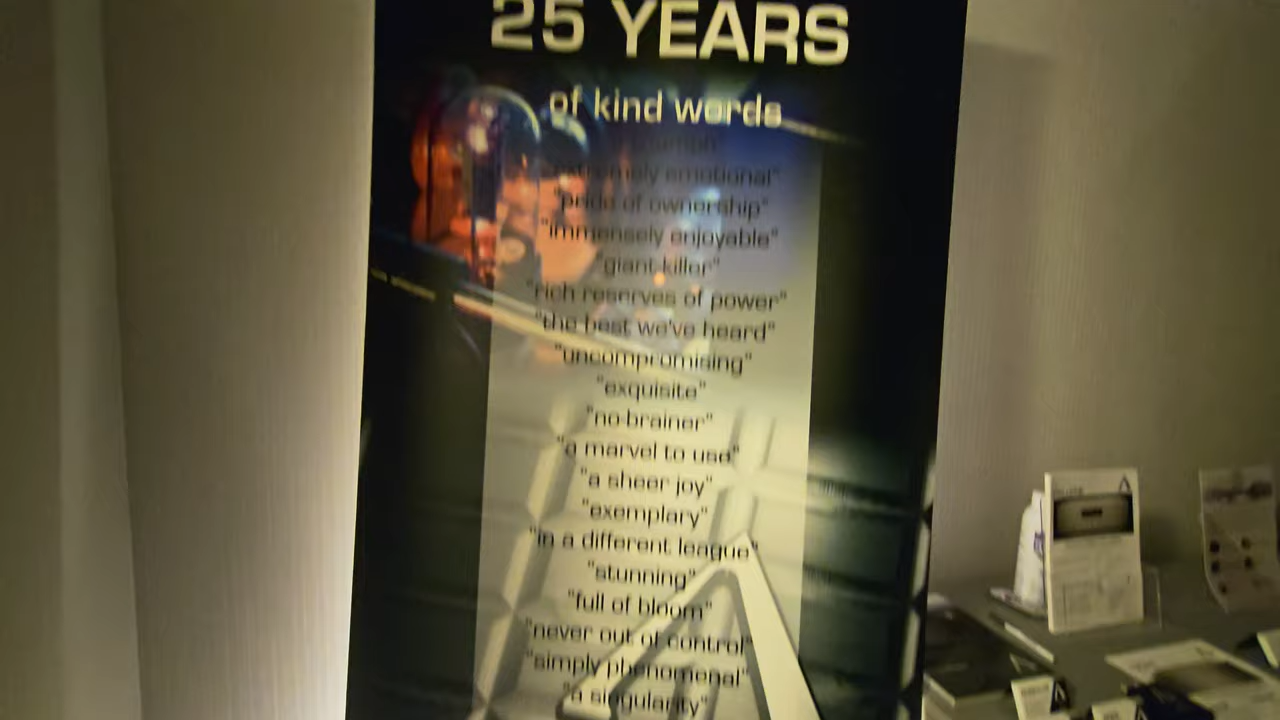 25 YEARS
of kind words
"extremely emotional"
"pride of ownership"
"immensely enjoyable"
"giant-killer"
"rich reserves of power"
"the best we've heard"
"uncompromising"
"exquisite"
"no-brainer"
"a marvel to use"
"a sheer joy"
"exemplary"
"in a different league"
"stunning"
"full of bloom"
"never out of control"
"simply phenomenal"
"a singularity"